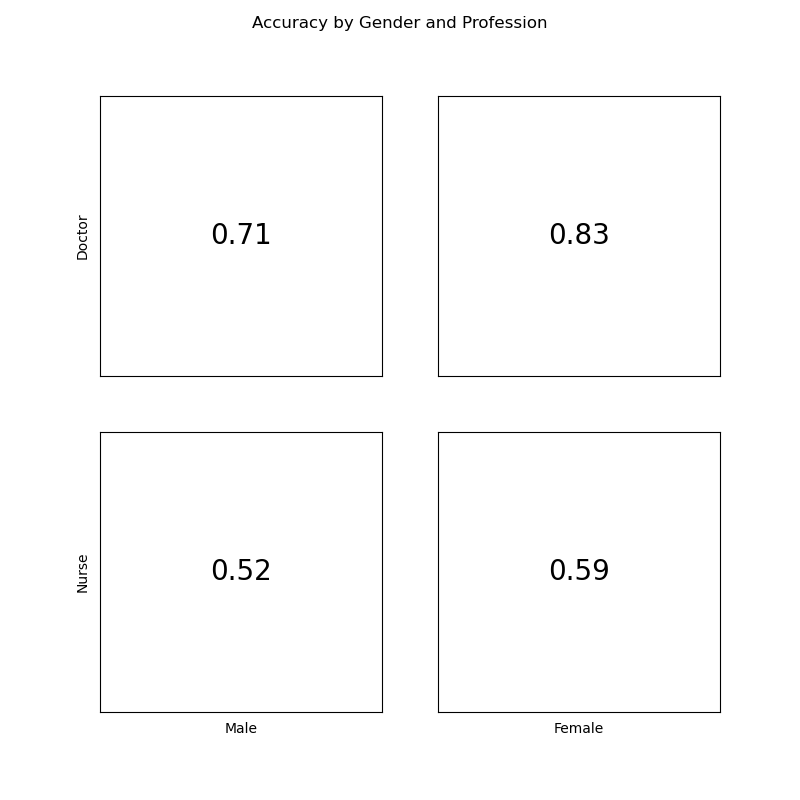 Accuracy by Gender and Profession
Doctor
0.71
0.83
Nurse
0.52
0.59
Male
Female